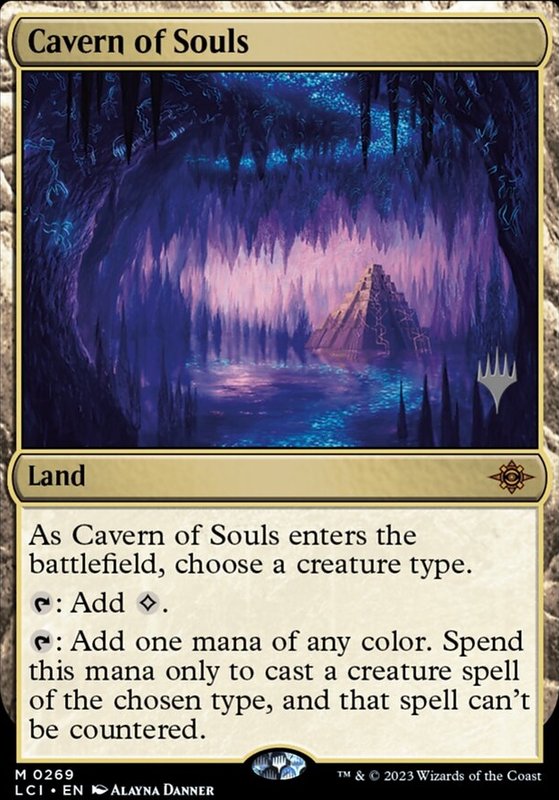 Cavern of Souls
Land
As Cavern of Souls enters the
battlefield, choose a creature type.
: Add .
: Add one mana of any color. Spend
this mana only to cast a creature spell
of the chosen type, and that spell can't
be countered.
M 0269
LCI • EN Alayna Danner
™ & © 2023 Wizards of the Coast